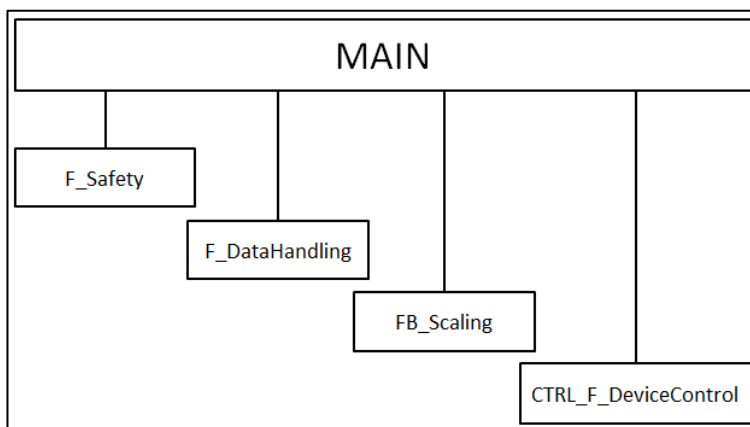 MAIN
F_Safety
F_DataHandling
FB_Scaling
CTRL_F_DeviceControl